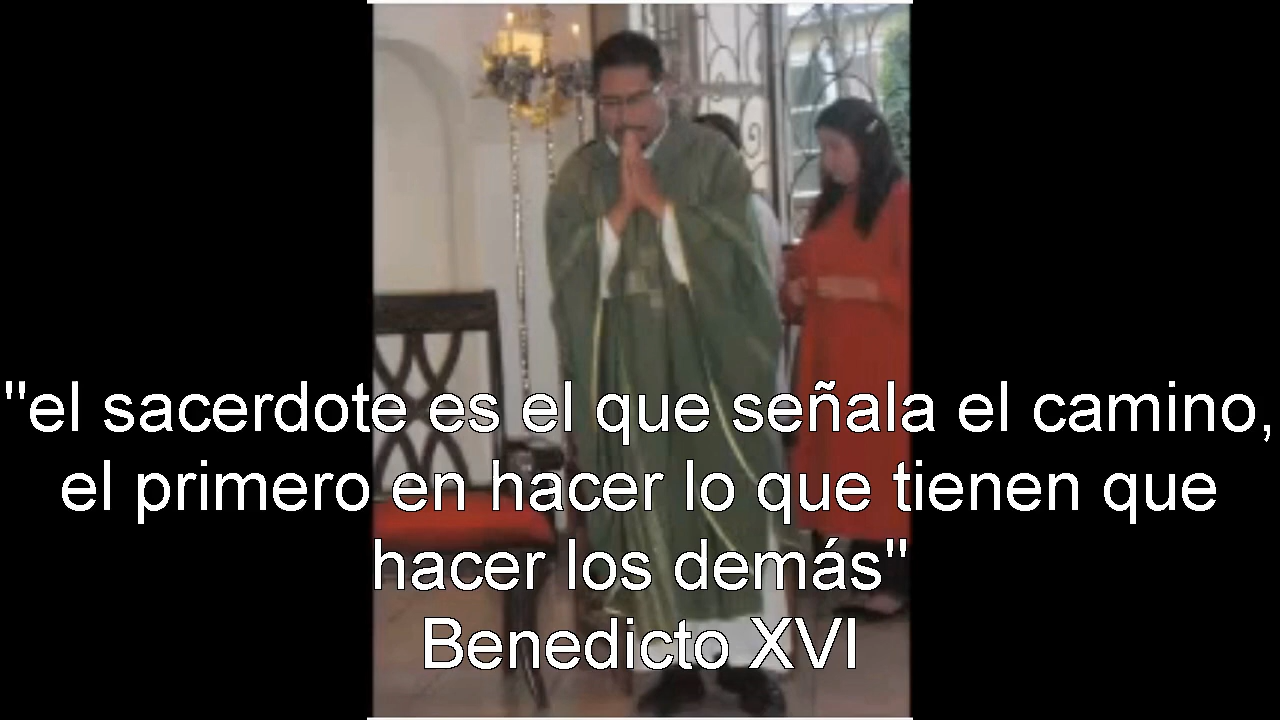 "el sacerdote es el que señala el camino,
el primero en hacer lo que tienen que
hacer los demás"
Benedicto XVI